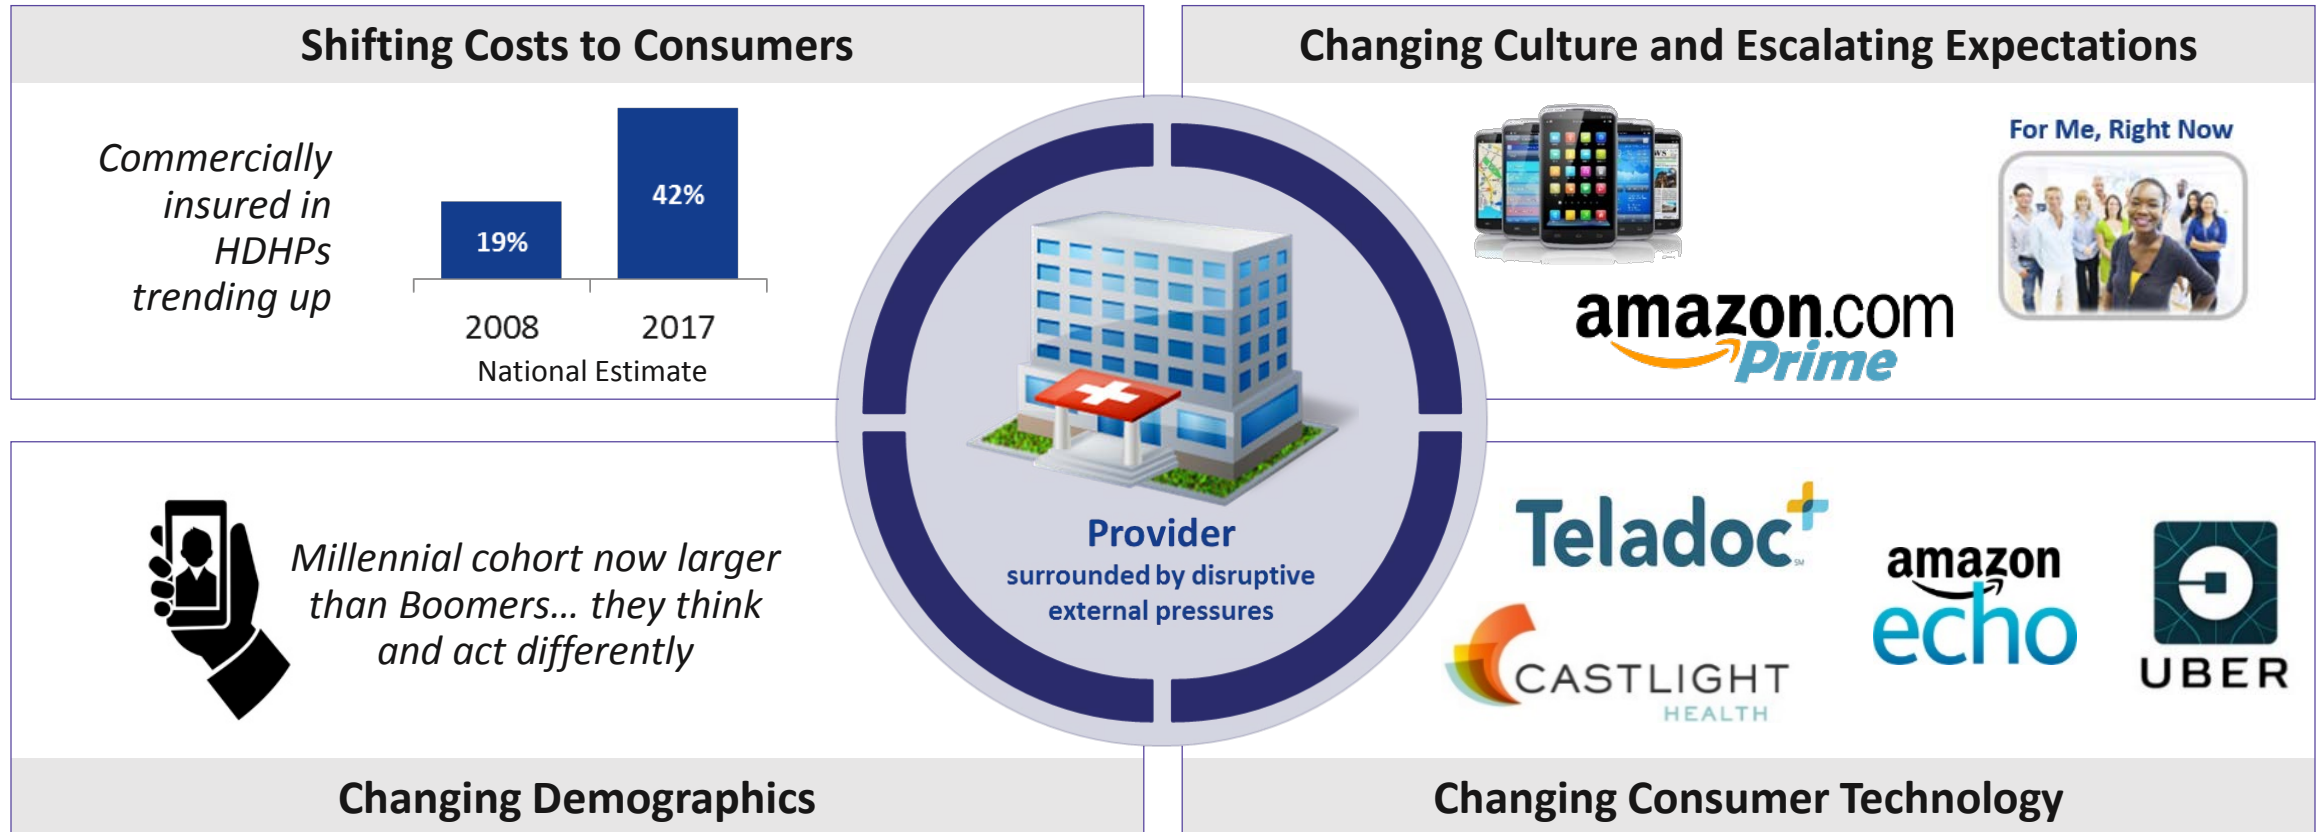 Shifting Costs to Consumers
Commercially
insured in
HDHPs
trending up
19%
42%
2008
2017
National Estimate
Changing Culture and Escalating Expectations
For Me, Right Now
amazon.com
Prime
Provider
surrounded by disruptive
external pressures
Millennial cohort now larger
than Boomers... they think
and act differently
Changing Demographics
Teladoc
SM
CASTLIGHT
HEALTH
amazon
echo
UBER
Changing Consumer Technology